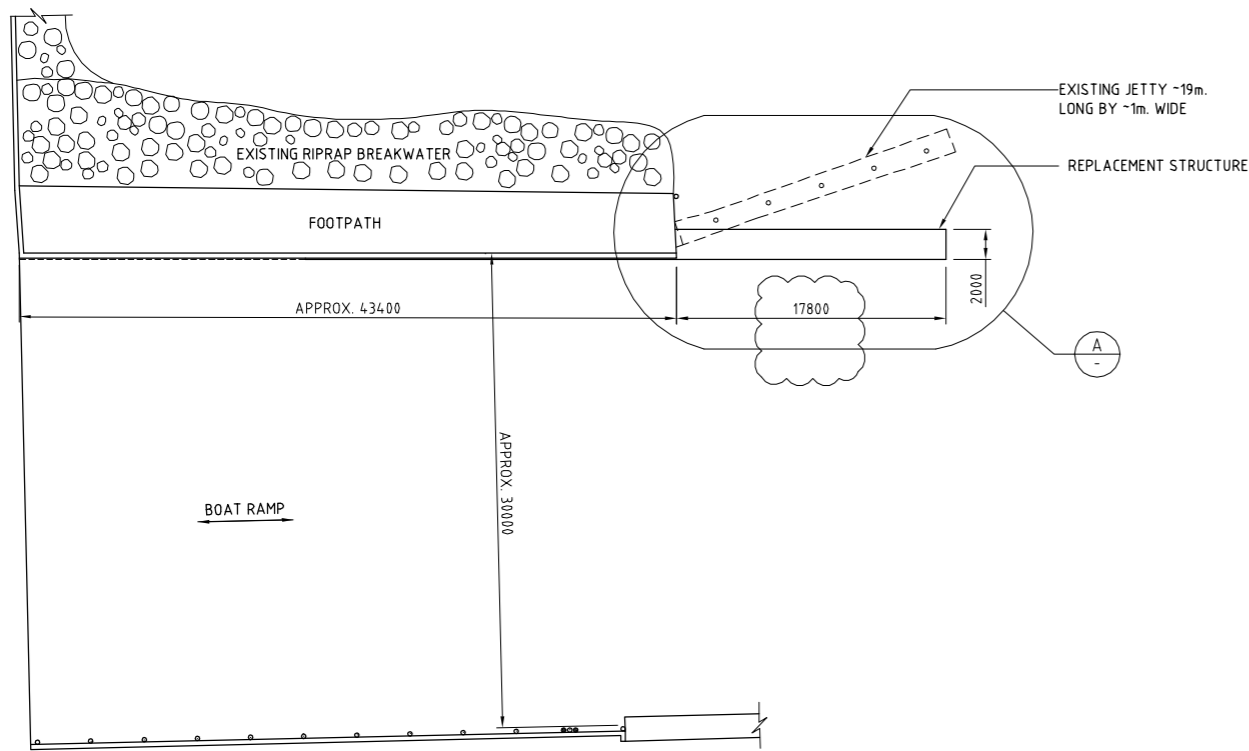 EXISTING JETTY ~19m.
LONG BY ~1m. WIDE
EXISTING RIPRAP BREAKWATER
REPLACEMENT STRUCTURE
FOOTPATH
2000
APPROX. 43400
17800
A
-
APPROX. 30000
BOAT RAMP